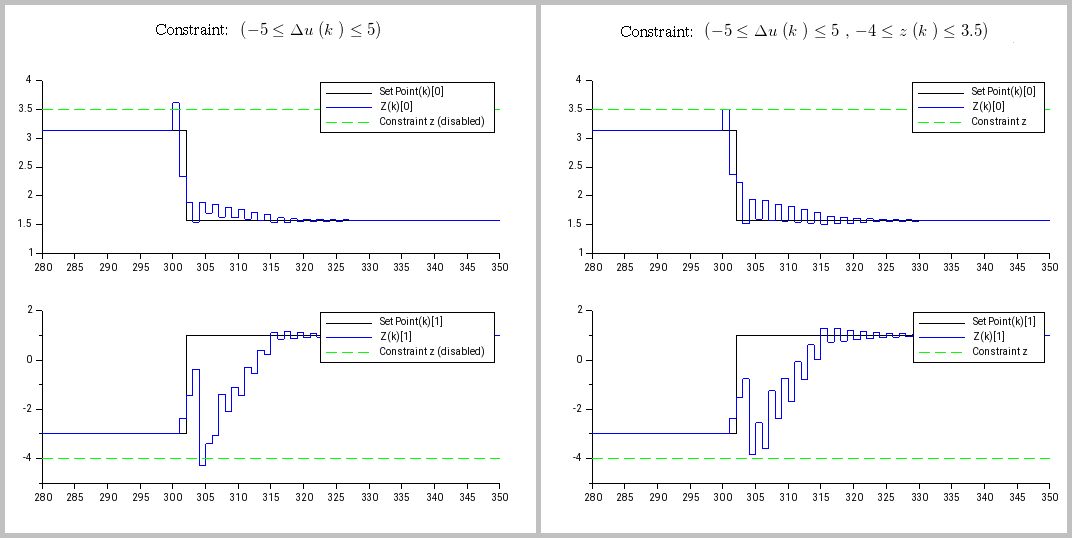 Constraint: (−5 ≤ Δu (k ) ≤ 5)
4
3.5
3
2.5
2
1.5
1
280 285 290 295 300 305 310 315 320 325 330 335 340 345 350
Set Point(k)[0]
Z(k)[0]
Constraint z (disabled)
2
0
-2
-4
280 285 290 295 300 305 310 315 320 325 330 335 340 345 350
Set Point(k)[1]
Z(k)[1]
Constraint z (disabled)
Constraint: (−5 ≤ Δu (k ) ≤ 5 , −4 ≤ z (k ) ≤ 3.5)
4
3.5
3
2.5
2
1.5
1
280 285 290 295 300 305 310 315 320 325 330 335 340 345 350
Set Point(k)[0]
Z(k)[0]
Constraint z
2
0
-2
-4
280 285 290 295 300 305 310 315 320 325 330 335 340 345 350
Set Point(k)[1]
Z(k)[1]
Constraint z